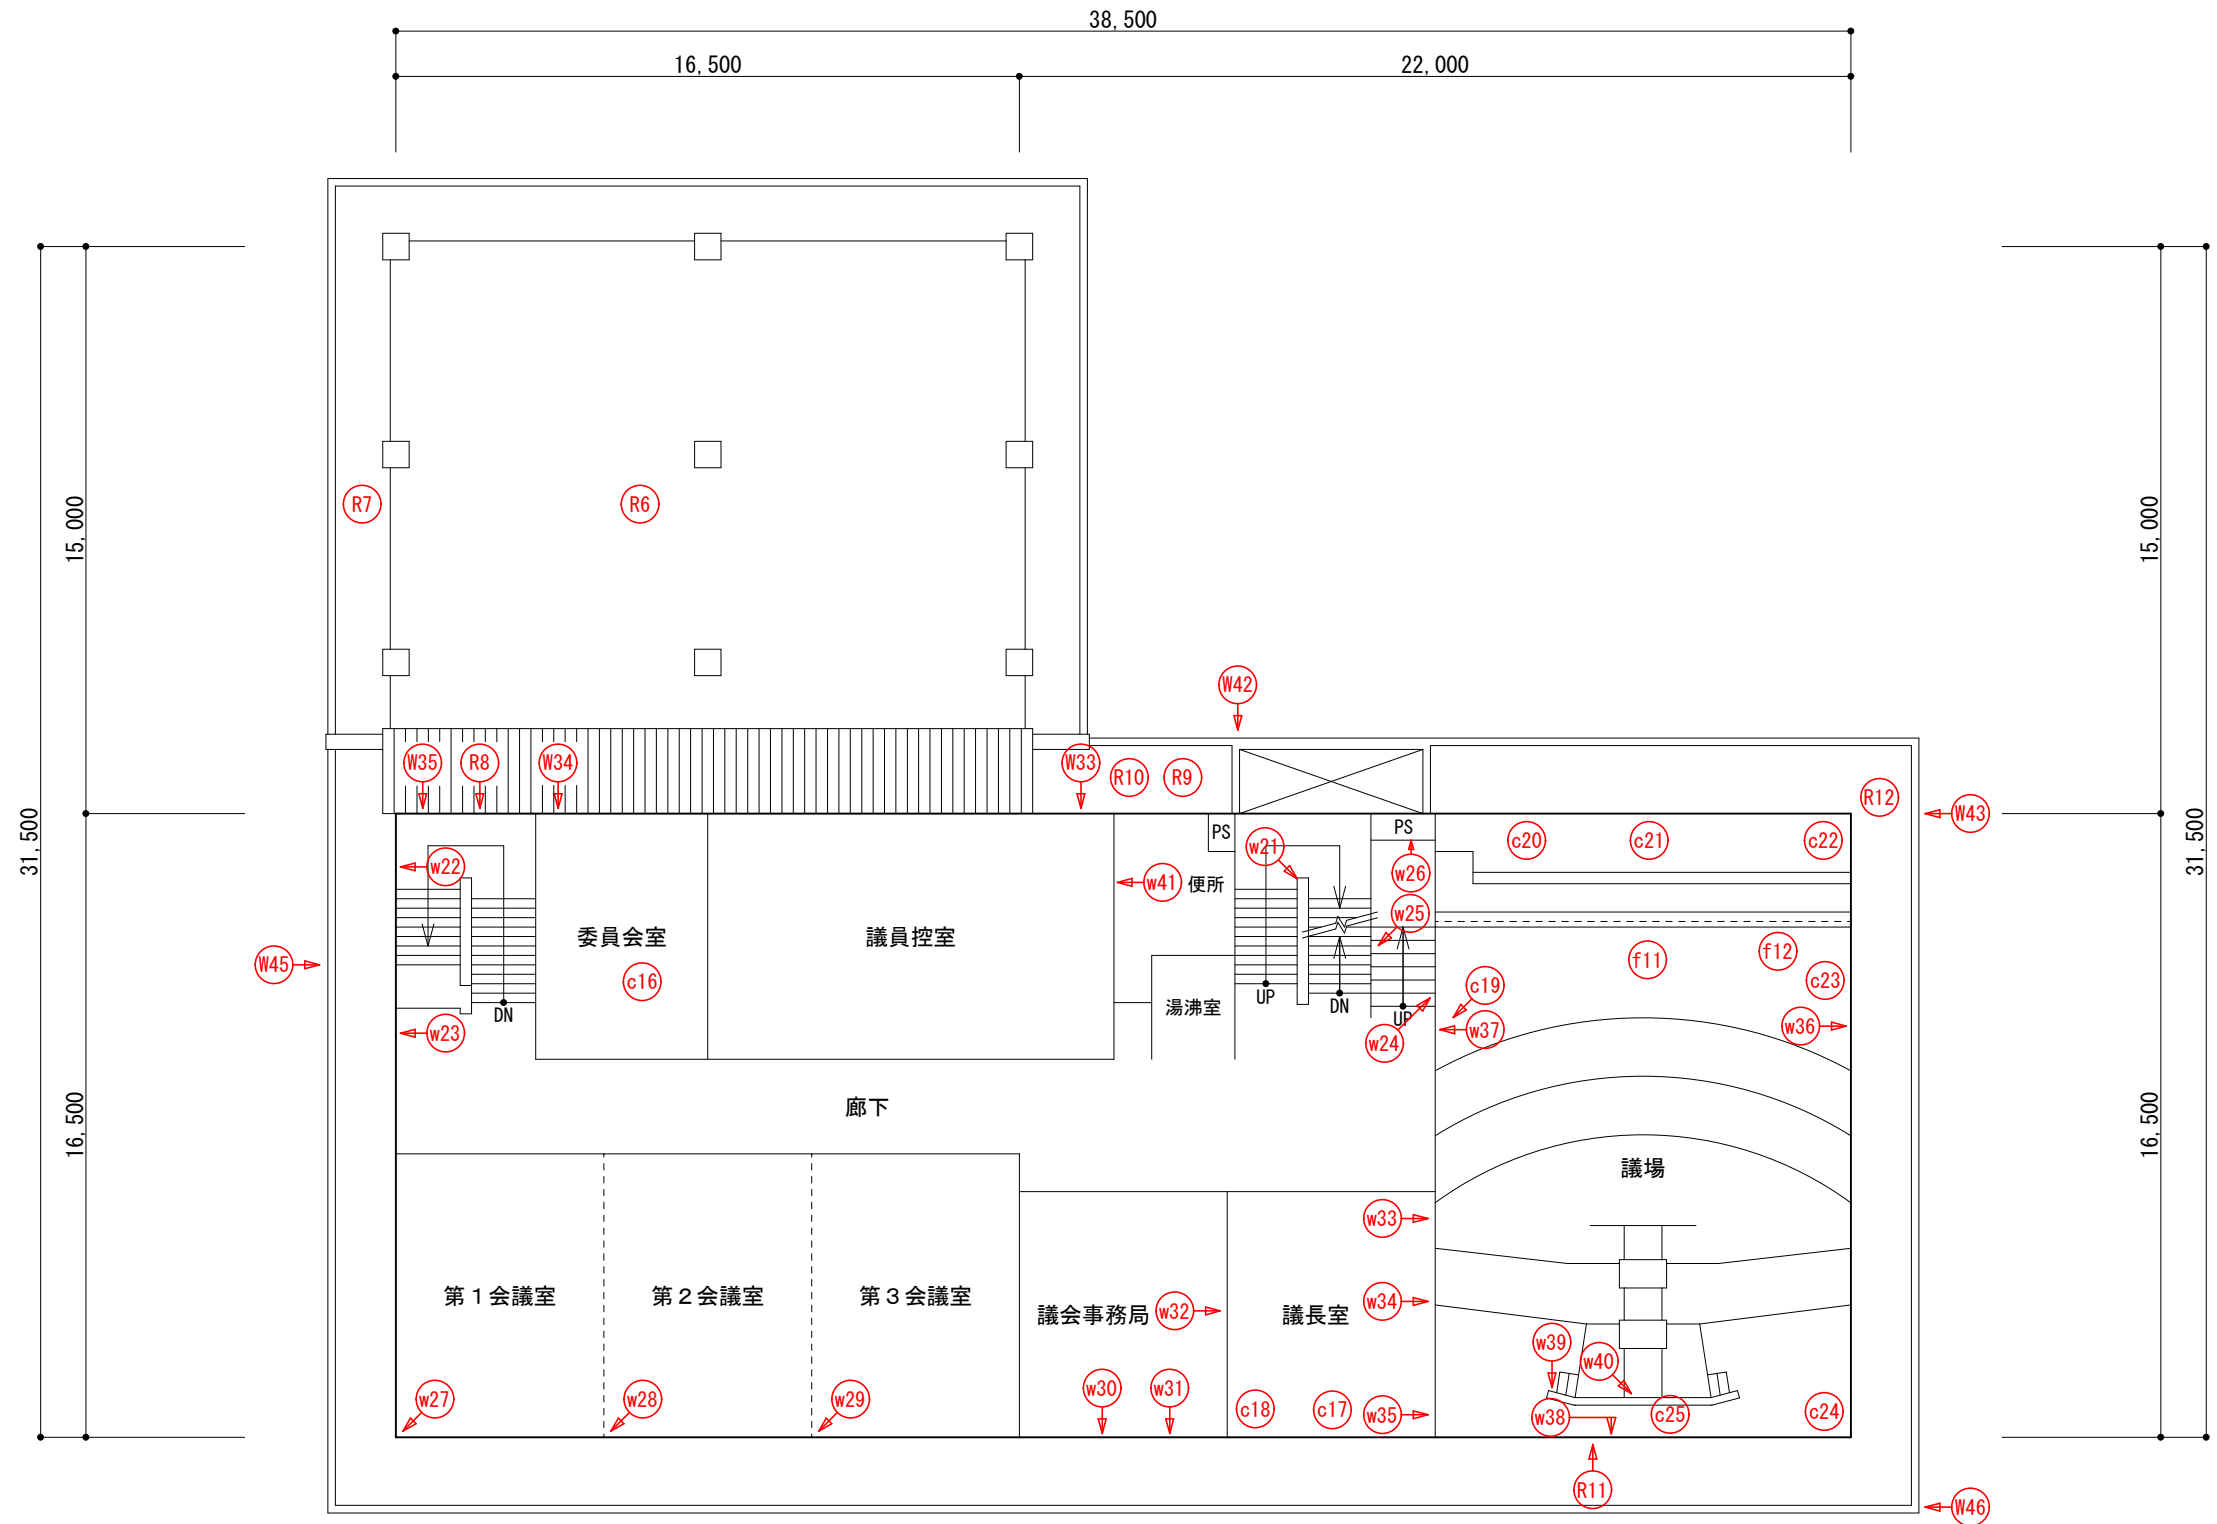 38,500
16,500
22,000
15,000
31,500
16,500
15,000
31,500
16,500
R7
R6
W42
W35
R8
W34
W33
R10
R9
R12
W43
PS
PS
w22
w21
w26
c20
c21
c22
w41
便所
w25
委員会室
議員控室
f11
f12
W45
c16
c19
c23
湯沸室
UP
DN
UP
DN
w23
w24
w37
w36
廊下
議場
w33
第1会議室
第2会議室
第3会議室
議会事務局
w32
議長室
w34
w39
w40
w27
w28
w29
w30
w31
c18
c17
w35
w38
c25
c24
R11
W46